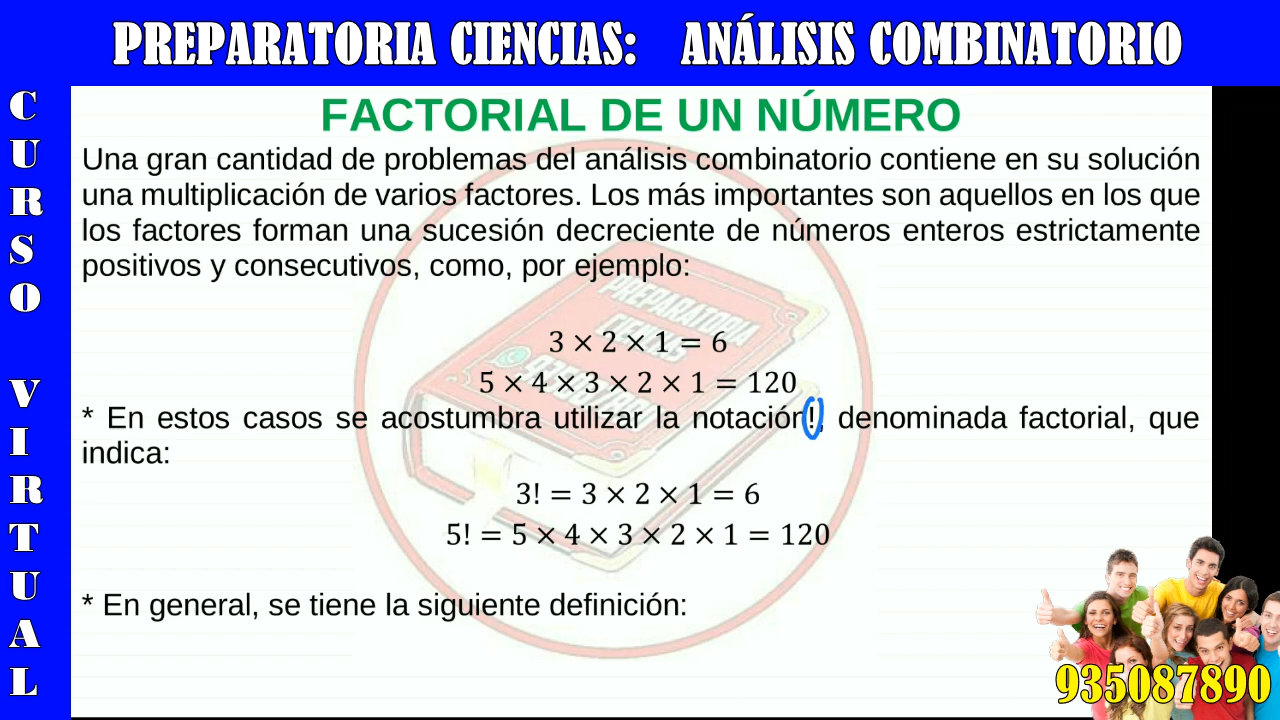 PREPARATORIA CIENCIAS: ANÁLISIS COMBINATORIO
CURSO VIRTUAL
FACTORIAL DE UN NÚMERO
Una gran cantidad de problemas del análisis combinatorio contiene en su solución
una multiplicación de varios factores. Los más importantes son aquellos en los que
los factores forman una sucesión decreciente de números enteros estrictamente
positivos y consecutivos, como, por ejemplo:
3 × 2 × 1 = 6
5 × 4 × 3 × 2 × 1 = 120
* En estos casos se acostumbra utilizar la notación!, denominada factorial, que
indica:
3! = 3 × 2 × 1 = 6
5! = 5 × 4 × 3 × 2 × 1 = 120
* En general, se tiene la siguiente definición:
PREPARATORIA
935087890